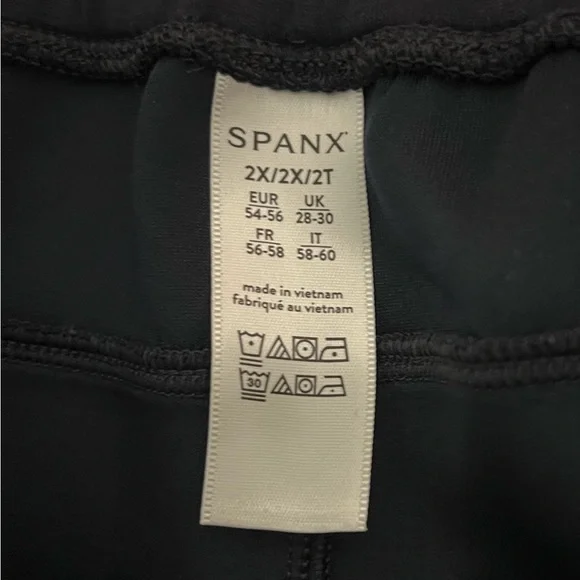 SPANX
2X/2X/2T
EUR UK
54-56 28-30
FR IT
56-58 58-60
made in vietnam
fabriqué au vietnam
30